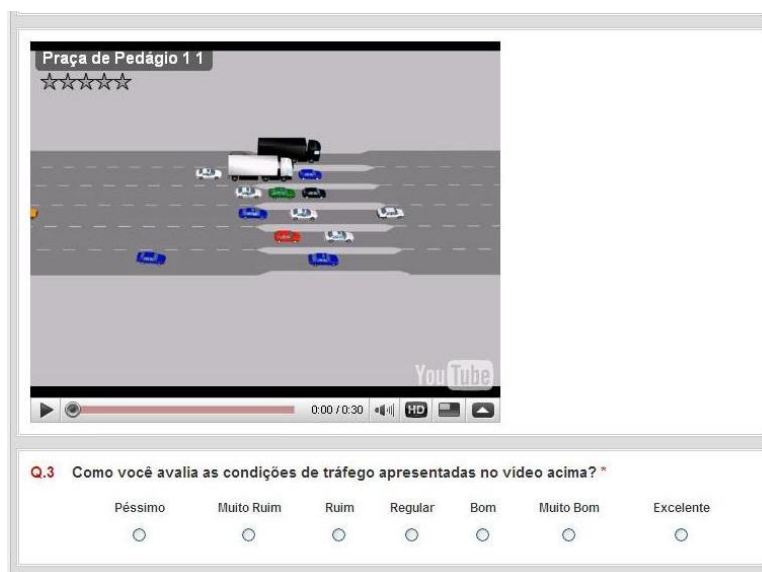 Praça de Pedágio 1 1
YouTube
0:00 / 0:30
HD
Q.3 Como você avalia as condições de tráfego apresentadas no vídeo acima? *
Péssimo Muito Ruim Ruim Regular Bom Muito Bom Excelente